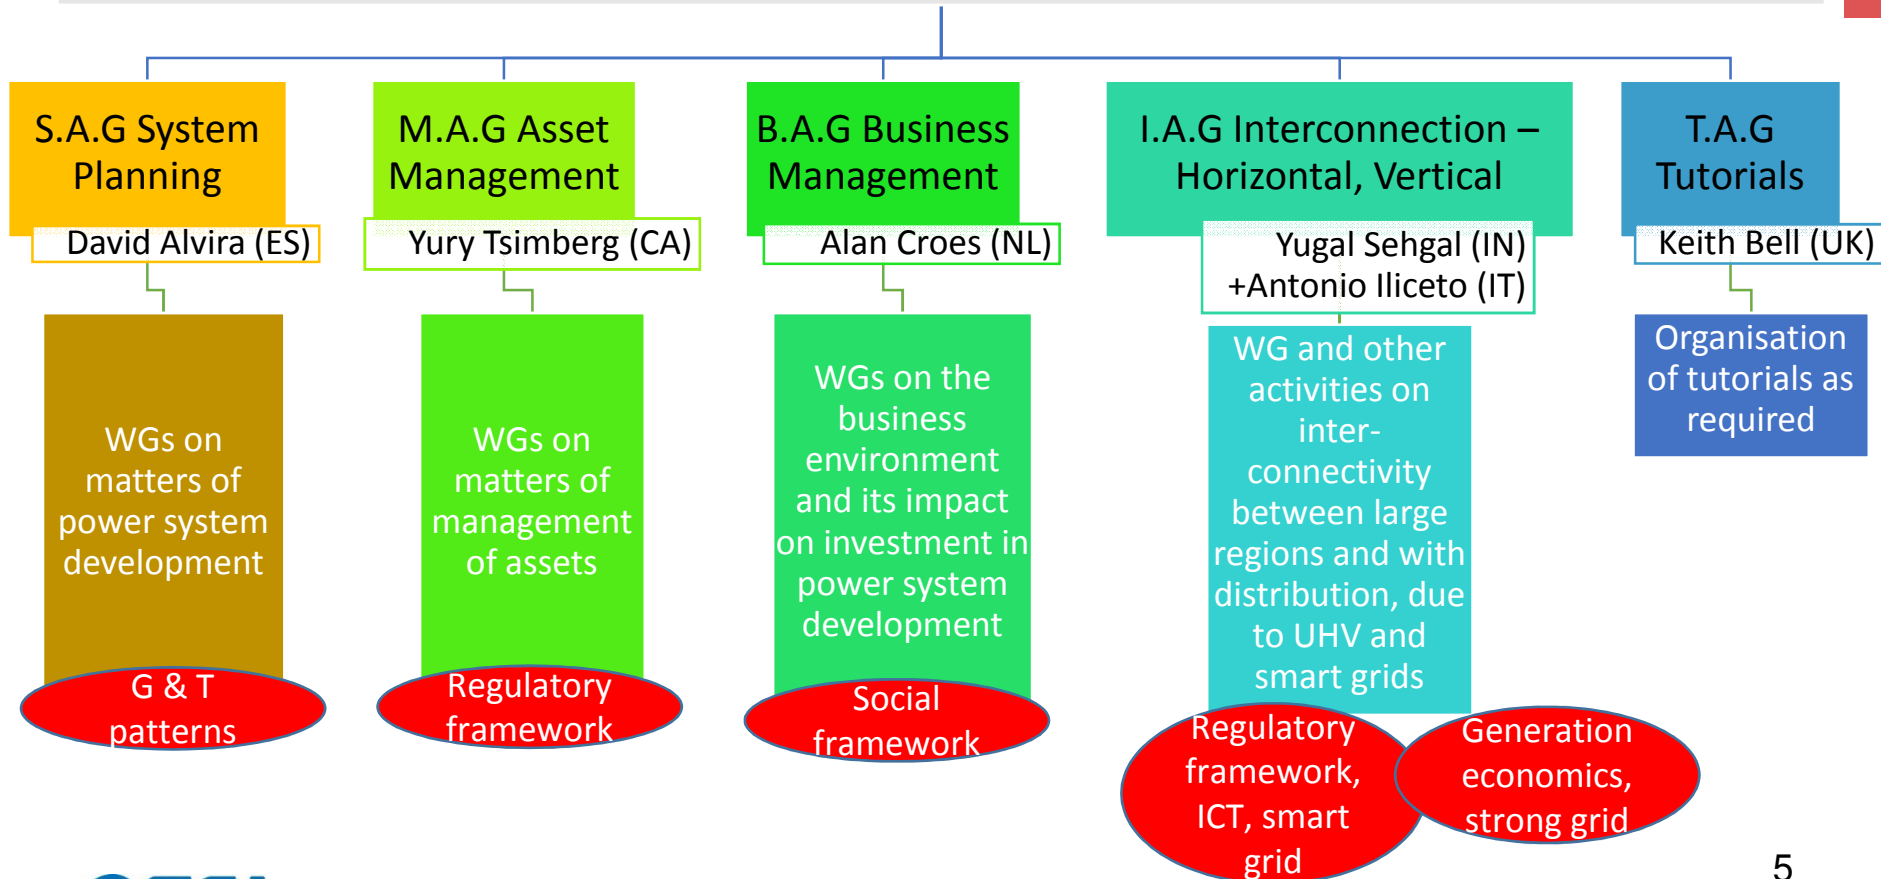 S.A.G System
Planning
David Alvira (ES)
WGs on
matters of
power system
development
G & T
patterns
M.A.G Asset
Management
Yury Tsimberg (CA)
WGs on
matters of
management
of assets
Regulatory
framework
B.A.G Business
Management
Alan Croes (NL)
WGs on the
business
environment
and its impact
on investment in
power system
development
Social
framework
I.A.G Interconnection –
Horizontal, Vertical
Yugal Sehgal (IN)
+Antonio Iliceto (IT)
WG and other
activities on
inter-
connectivity
between large
regions and with
distribution, due
to UHV and
smart grids
Regulatory
framework,
ICT, smart
grid
Generation
economics,
strong grid
T.A.G
Tutorials
Keith Bell (UK)
Organisation
of tutorials as
required
5